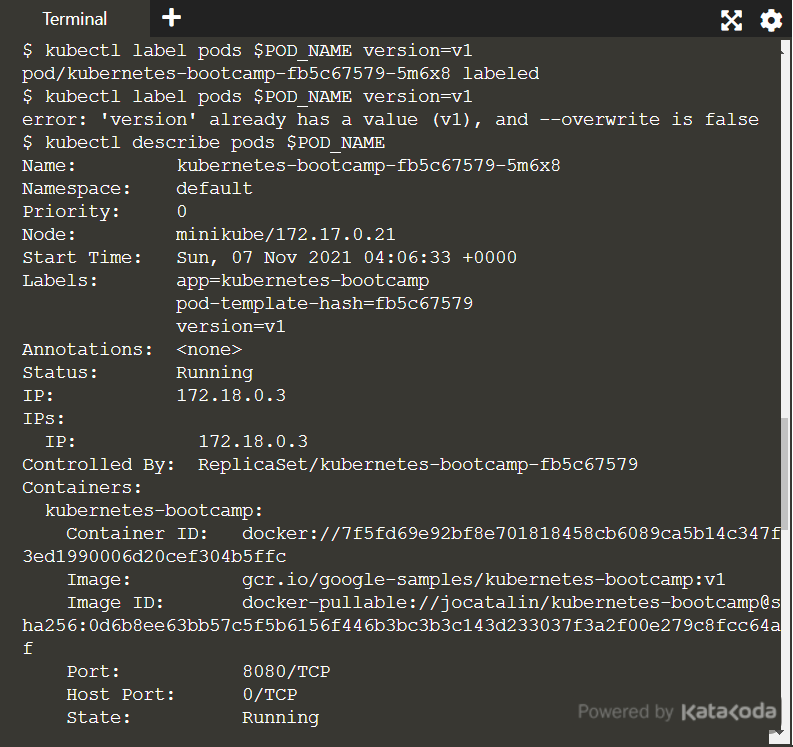 Terminal
$ kubectl label pods $POD_NAME version=v1
pod/kubernetes-bootcamp-fb5c67579-5m6x8 labeled
$ kubectl label pods $POD_NAME version=v1
error: 'version' already has a value (v1), and --overwrite is false
$ kubectl describe pods $POD_NAME
Name:         kubernetes-bootcamp-fb5c67579-5m6x8
Namespace:    default
Priority:     0
Node:         minikube/172.17.0.21
Start Time:   Sun, 07 Nov 2021 04:06:33 +0000
Labels:       app=kubernetes-bootcamp
              pod-template-hash=fb5c67579
              version=v1
Annotations:  <none>
Status:       Running
IP:           172.18.0.3
IPs:
  IP:           172.18.0.3
Controlled By:  ReplicaSet/kubernetes-bootcamp-fb5c67579
Containers:
  kubernetes-bootcamp:
    Container ID:   docker://7f5fd69e92bf8e701818458cb6089ca5b14c347f
3ed1990006d20cef304b5ffc
    Image:          gcr.io/google-samples/kubernetes-bootcamp:v1
    Image ID:       docker-pullable://jocatalin/kubernetes-bootcamp@s
ha256:0d6b8ee63bb57c5f5b6156f446b3bc3b3c143d233037f3a2f00e279c8fcc64a
f
    Port:           8080/TCP
    Host Port:      0/TCP
    State:          Running
Powered by Katacoda